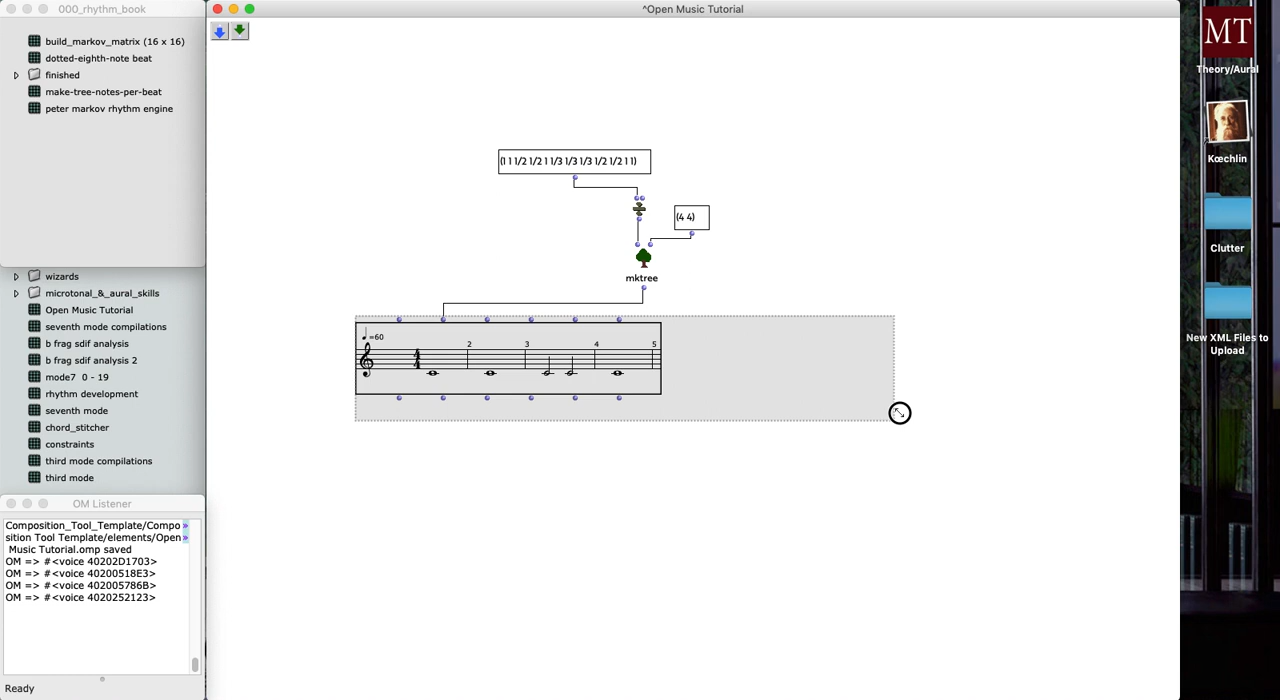 000_rhythm_book
build_markov_matrix (16 x 16)
dotted-eighth-note beat
finished
make-tree-notes-per-beat
peter markov rhythm engine
wizards
microtonal_&_aural_skills
Open Music Tutorial
seventh mode compilations
b frag sdif analysis
b frag sdif analysis 2
mode7 0 - 19
rhythm development
seventh mode
chord_stitcher
constraints
third mode compilations
third mode
OM Listener
Composition_Tool_Template/Compo
sition Tool Template/elements/Open
Music Tutorial.omp saved
OM => #<voice 40202D1703>
OM => #<voice 40200518E3>
OM => #<voice 402005786B>
OM => #<voice 4020252123>
Ready
^Open Music Tutorial
(1 1 1/2 1/2 1 1/3 1/3 1/3 1/2 1/2 1 1)
(4 4)
mktree
=60
2 3 4 5
4
4
MT
Theory/Aural
Kœchlin
Clutter
New XML Files to
Upload